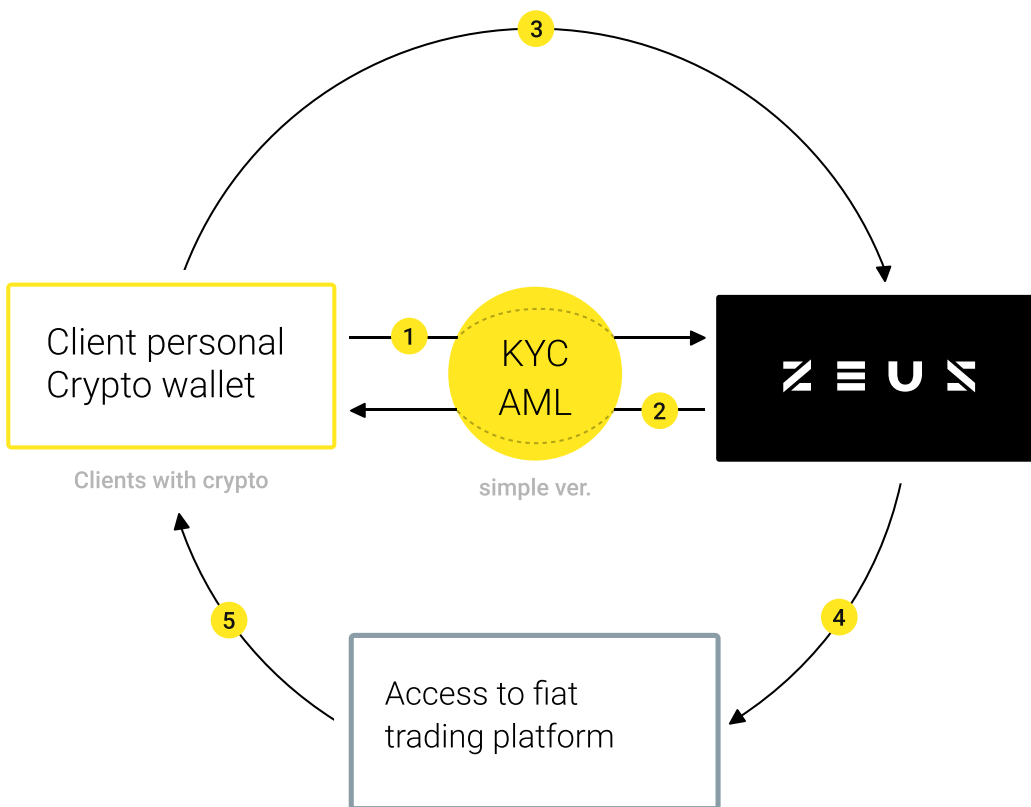 3
Client personal
Crypto wallet
1
KYC
AML
2
ZEUS
Clients with crypto
simple ver.
5
4
Access to fiat
trading platform